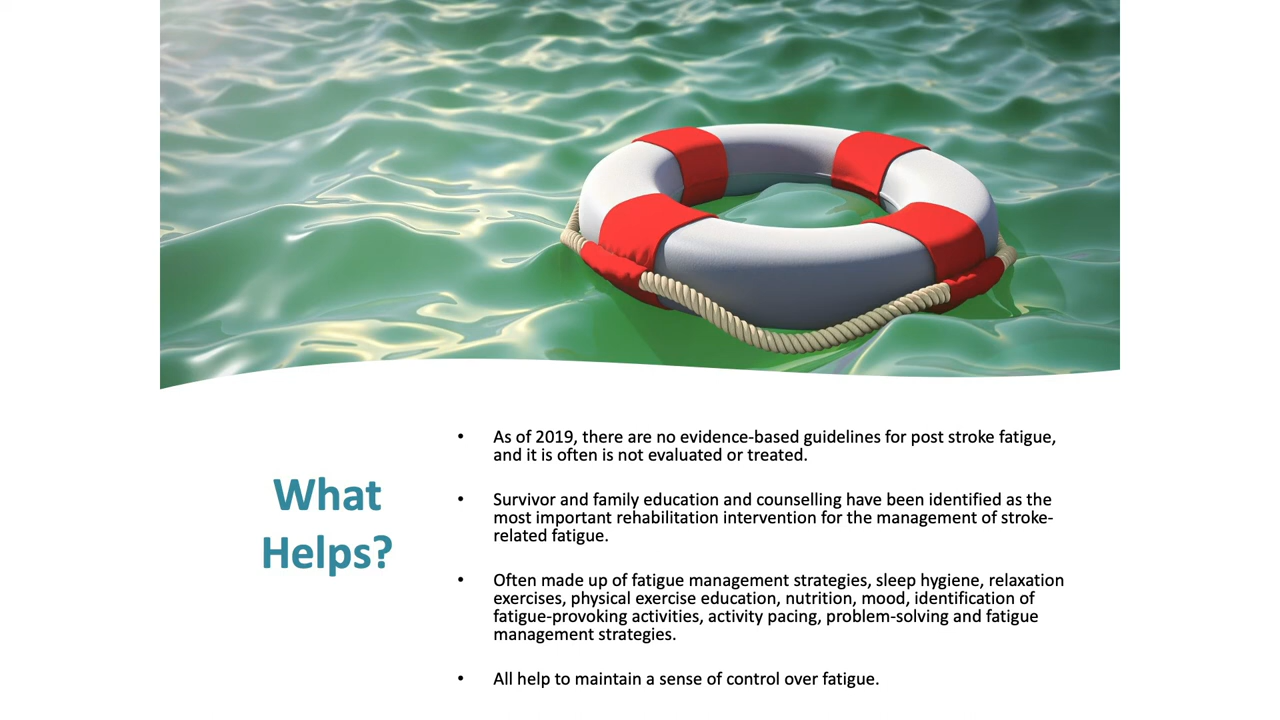 What
Helps?
• As of 2019, there are no evidence-based guidelines for post stroke fatigue,
and it is often is not evaluated or treated.
• Survivor and family education and counselling have been identified as the
most important rehabilitation intervention for the management of stroke-
related fatigue.
• Often made up of fatigue management strategies, sleep hygiene, relaxation
exercises, physical exercise education, nutrition, mood, identification of
fatigue-provoking activities, activity pacing, problem-solving and fatigue
management strategies.
• All help to maintain a sense of control over fatigue.